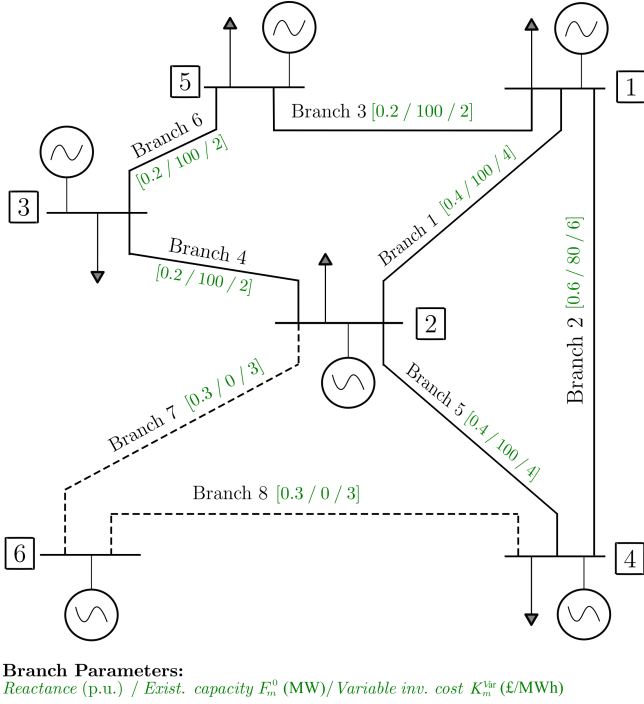 5
1
Branch 3 [0.2 / 100 / 2]
Branch 6
[0.2 / 100 / 2]
Branch 1 [0.4 / 100 / 4]
3
Branch 4
[0.2 / 100 / 2]
Branch 2 [0.6 / 80 / 6]
2
Branch 7 [0.3 / 0 / 3]
Branch 5 [0.4 / 100 / 4]
Branch 8 [0.3 / 0 / 3]
6
4
Branch Parameters:
Reactance (p.u.) / Exist. capacity F⁰ₘ (MW)/ Variable inv. cost Kₘ^Var (£/MWh)